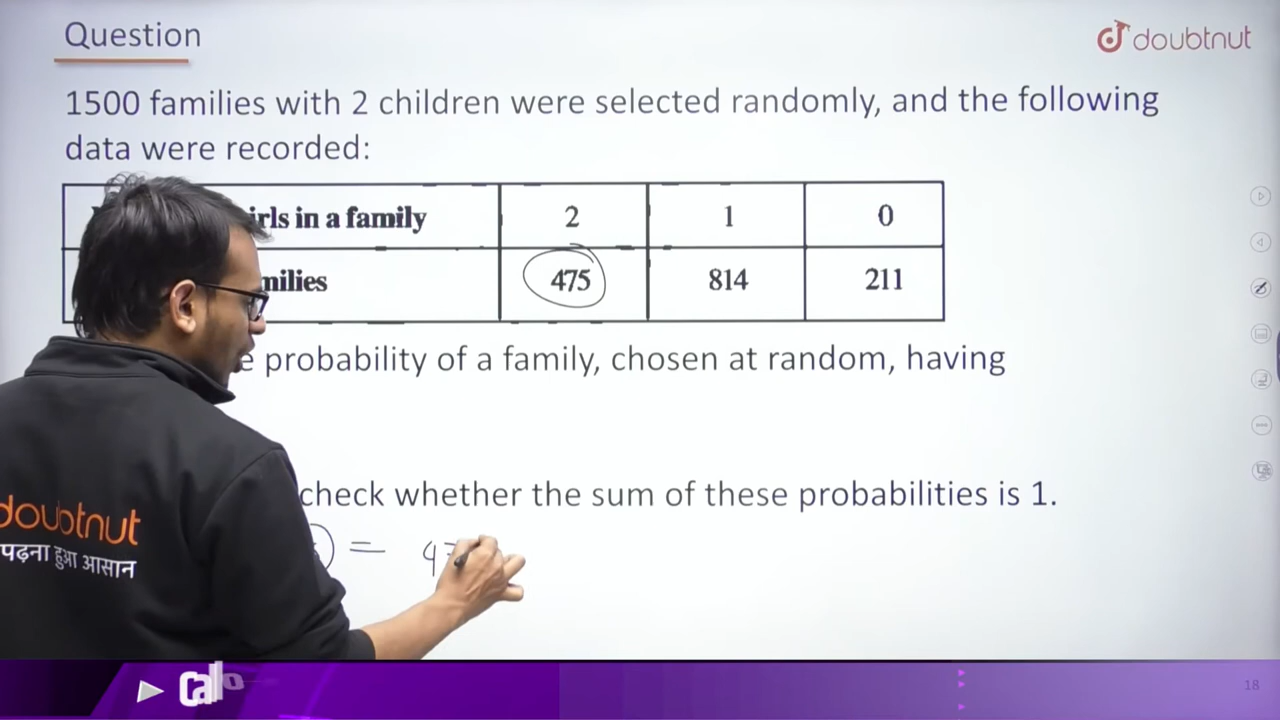 Question
doubtnut
1500 families with 2 children were selected randomly, and the following
data were recorded:
in a family 2 1 0
475 814 211
probability of a family, chosen at random, having
check whether the sum of these probabilities is 1.
=
doubtnut
पढ़ना हुआ आसान
18